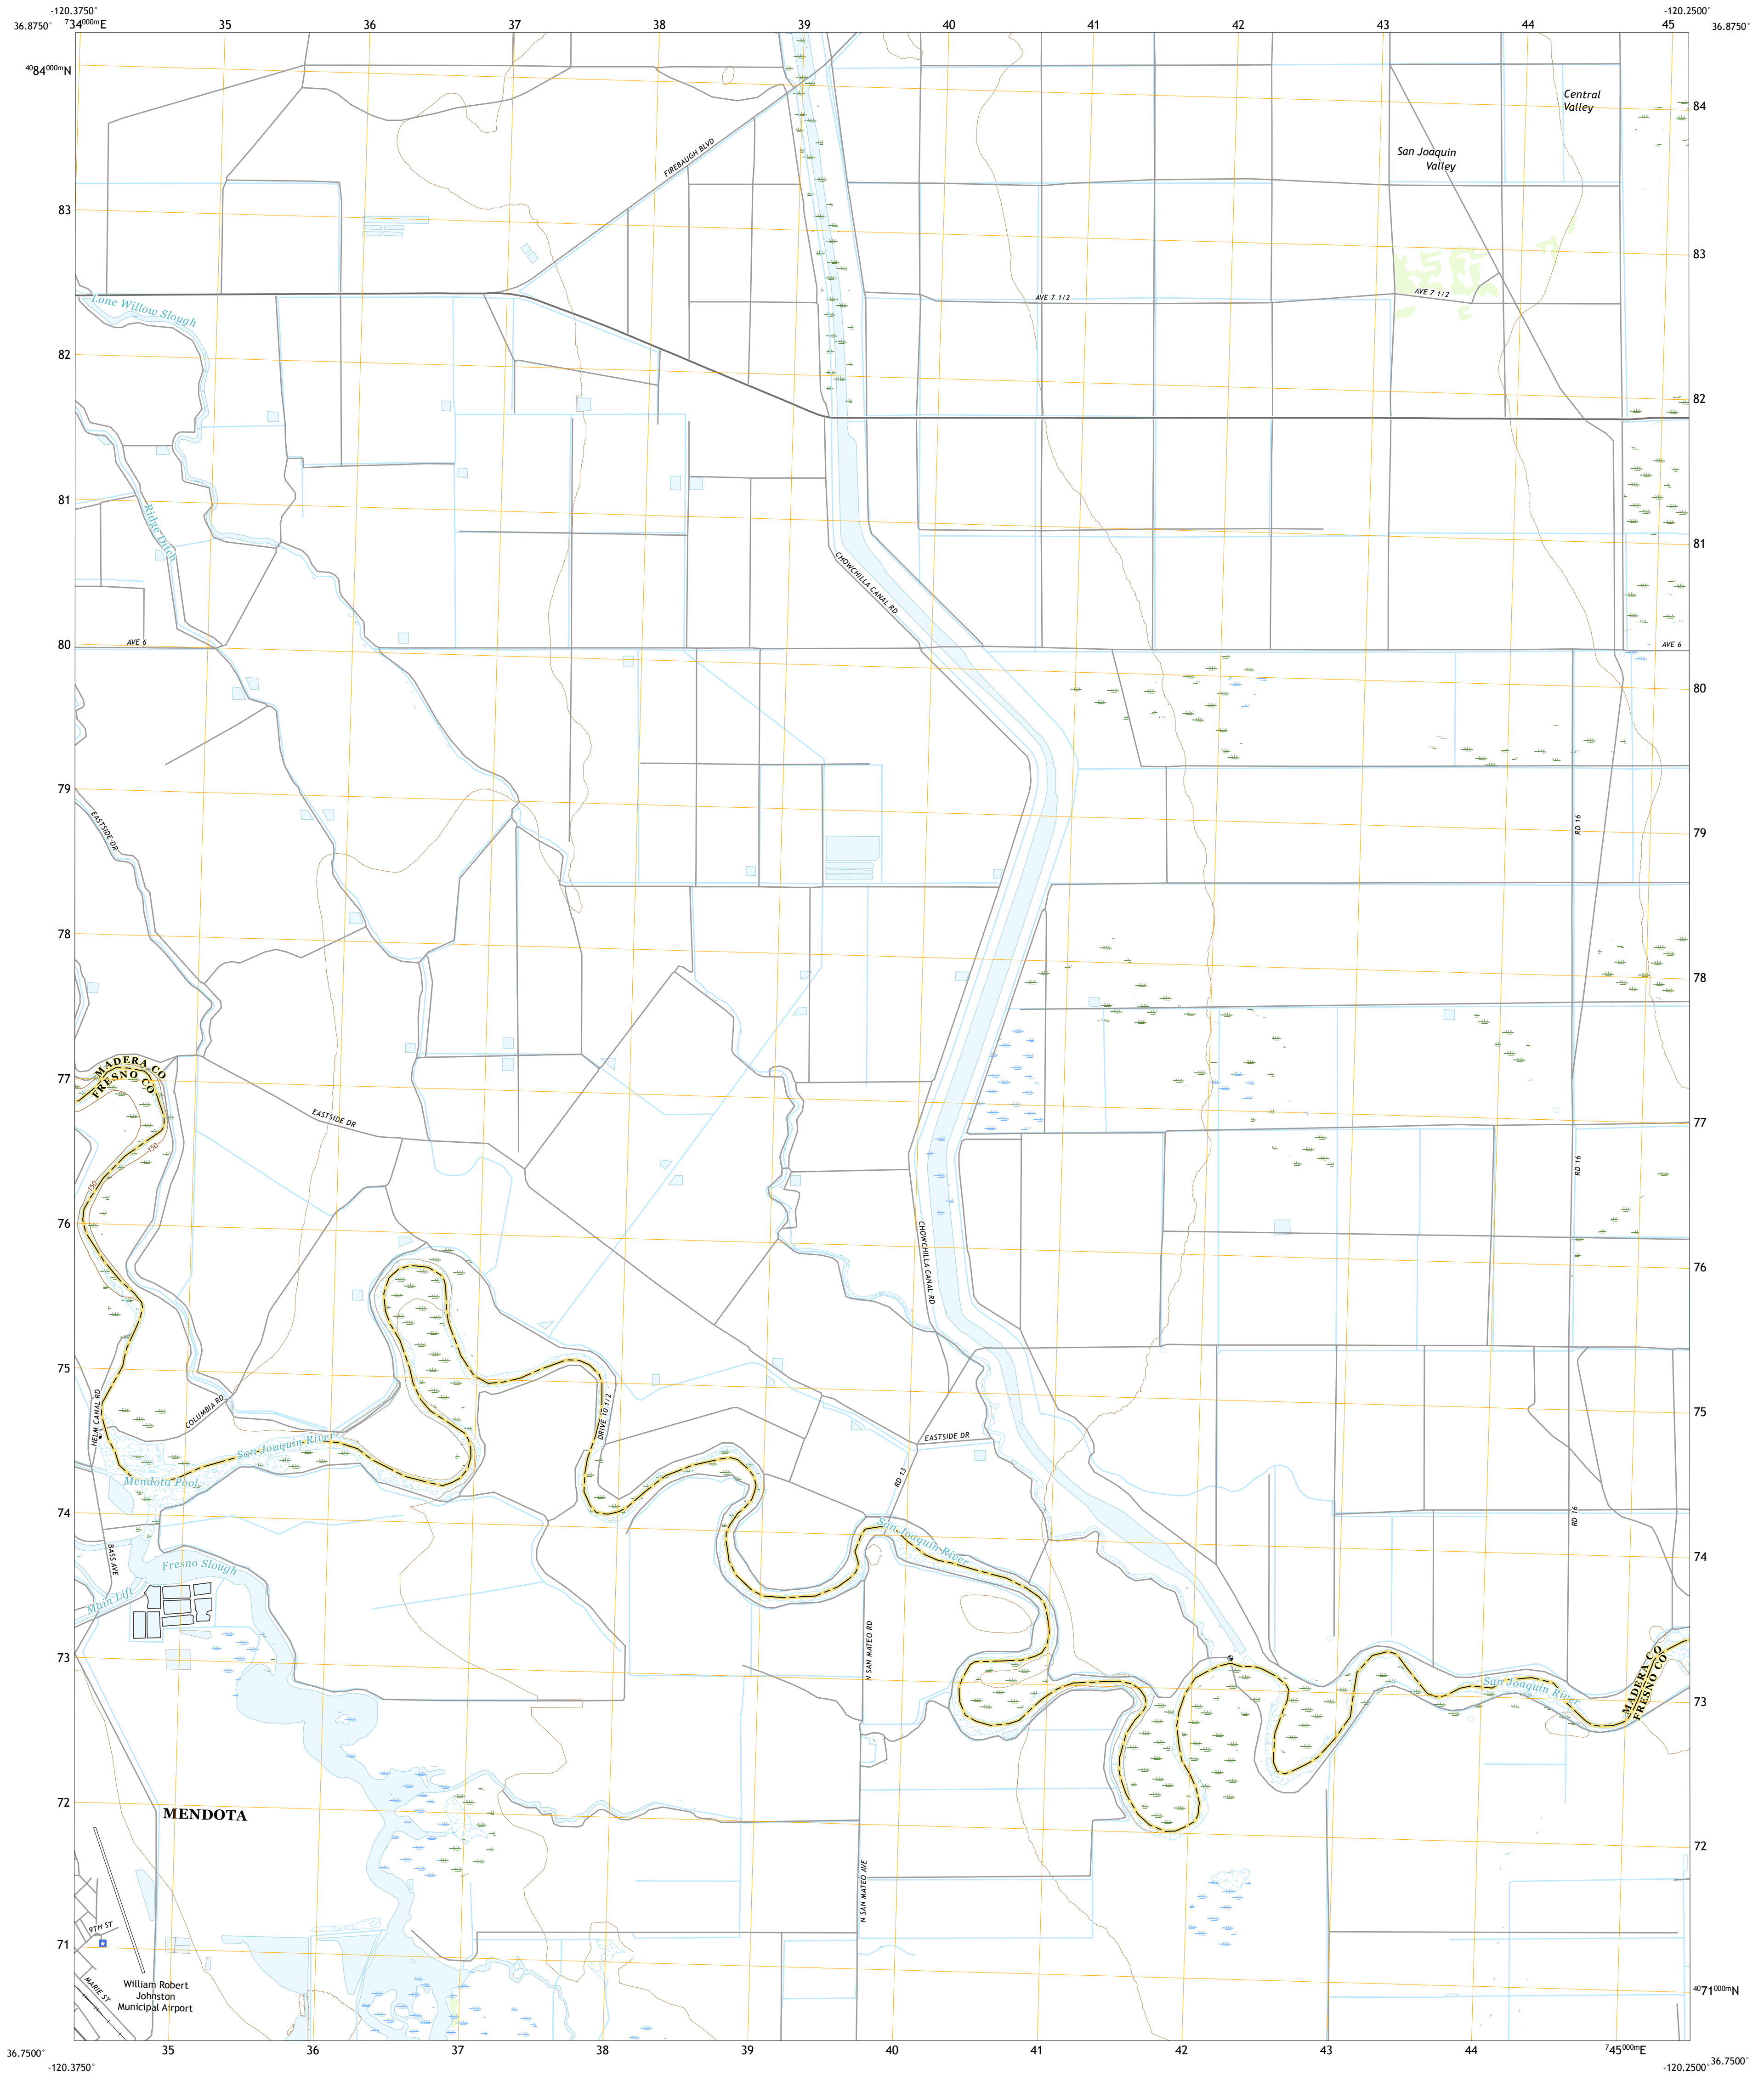 -120.3750°
-120.2500°
36.8750°
⁷34⁰⁰⁰ᵐE
35
36
37
38
39
40
41
42
43
44
45
36.8750°
⁴⁰84⁰⁰⁰ᵐN
Central
Valley
84
San Joaquin
Valley
FIREBAUGH BLVD
83
83
Lone Willow Slough
AVE 7 1/2
AVE 7 1/2
82
82
81
Ridge Ditch
81
CHOWCHILLA CANAL RD
80
AVE 6
AVE 6
80
79
EASTSIDE DR
RD 16
79
78
78
MADERA CO
FRESNO CO
77
EASTSIDE DR
77
150
150
RD 16
76
CHOWCHILLA CANAL RD
76
75
HELM CANAL RD
COLUMBIA RD
DRIVE 10 1/2
75
San Joaquin River
EASTSIDE DR
Mendota Pool
RD 13
RD 16
74
San Joaquin River
BASS AVE
Fresno Slough
74
Main Lift
N SAN MATEO RD
73
MADERA CO
FRESNO CO
San Joaquin River
73
72
MENDOTA
72
N SAN MATEO AVE
9TH ST
71
MARIE ST
William Robert
Johnston
Municipal Airport
⁴⁰71⁰⁰⁰ᵐN
36.7500°
35
36
37
38
39
40
41
42
43
44
⁷45⁰⁰⁰ᵐE
36.7500°
-120.3750°
-120.2500°